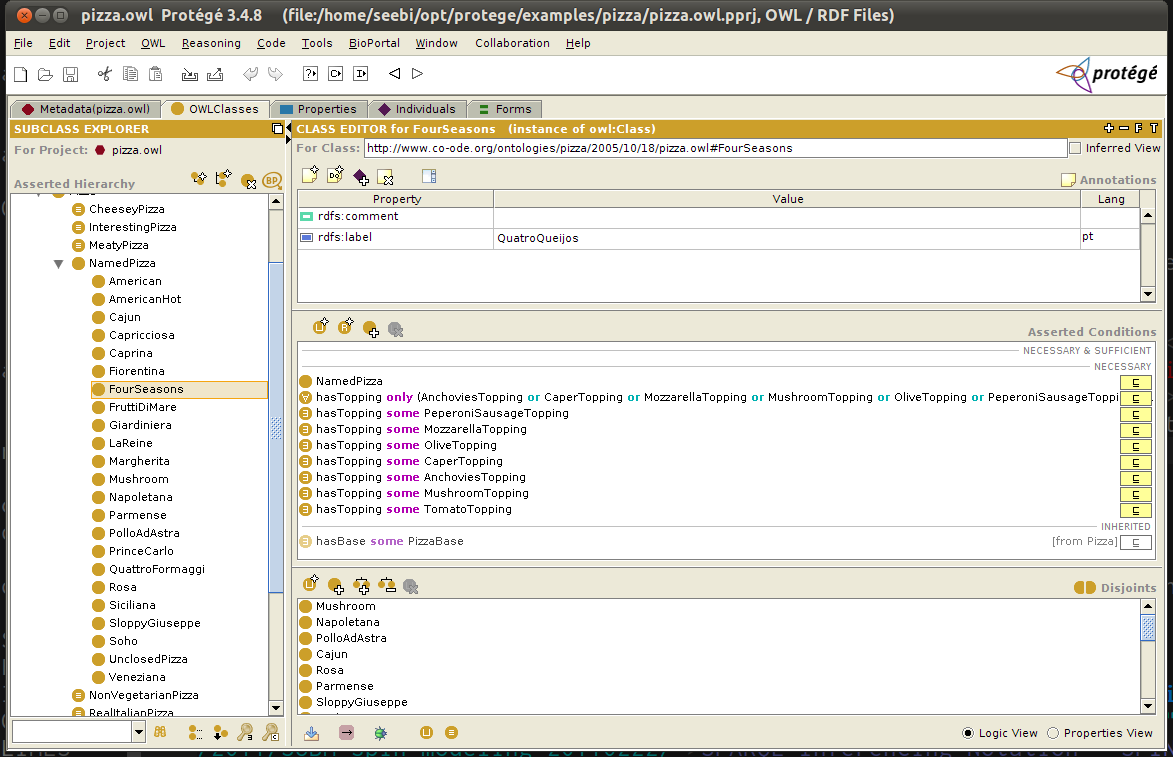 pizza.owl Protégé 3.4.8 (file:/home/seebi/opt/protege/examples/pizza/pizza.owl.pprj, OWL / RDF Files)
File Edit Project OWL Reasoning Code Tools BioPortal Window Collaboration Help
protégé
Metadata(pizza.owl) OWLClasses Properties Individuals Forms
SUBCLASS EXPLORER
For Project: pizza.owl
Asserted Hierarchy
BP
CheeseyPizza
InterestingPizza
MeatyPizza
NamedPizza
American
AmericanHot
Cajun
Capricciosa
Caprina
Fiorentina
FourSeasons
FruttiDiMare
Giardiniera
LaReine
Margherita
Mushroom
Napoletana
Parmense
PolloAdAstra
PrinceCarlo
QuattroFormaggi
Rosa
Siciliana
SloppyGiuseppe
Soho
UnclosedPizza
Veneziana
NonVegetarianPizza
RealItalianPizza
CLASS EDITOR for FourSeasons (instance of owl:Class)
F T
For Class: http://www.co-ode.org/ontologies/pizza/2005/10/18/pizza.owl#FourSeasons Inferred View
Annotations
Property Value Lang
rdfs:comment
rdfs:label QuatroQueijos pt
Asserted Conditions
NECESSARY & SUFFICIENT
NECESSARY
NamedPizza
hasTopping only (AnchoviesTopping or CaperTopping or MozzarellaTopping or MushroomTopping or OliveTopping or PeperoniSausageToppi
hasTopping some PeperoniSausageTopping
hasTopping some MozzarellaTopping
hasTopping some OliveTopping
hasTopping some CaperTopping
hasTopping some AnchoviesTopping
hasTopping some MushroomTopping
hasTopping some TomatoTopping
INHERITED
hasBase some PizzaBase [from Pizza]
Disjoints
Mushroom
Napoletana
PolloAdAstra
Cajun
Rosa
Parmense
SloppyGiuseppe
Logic View Properties View